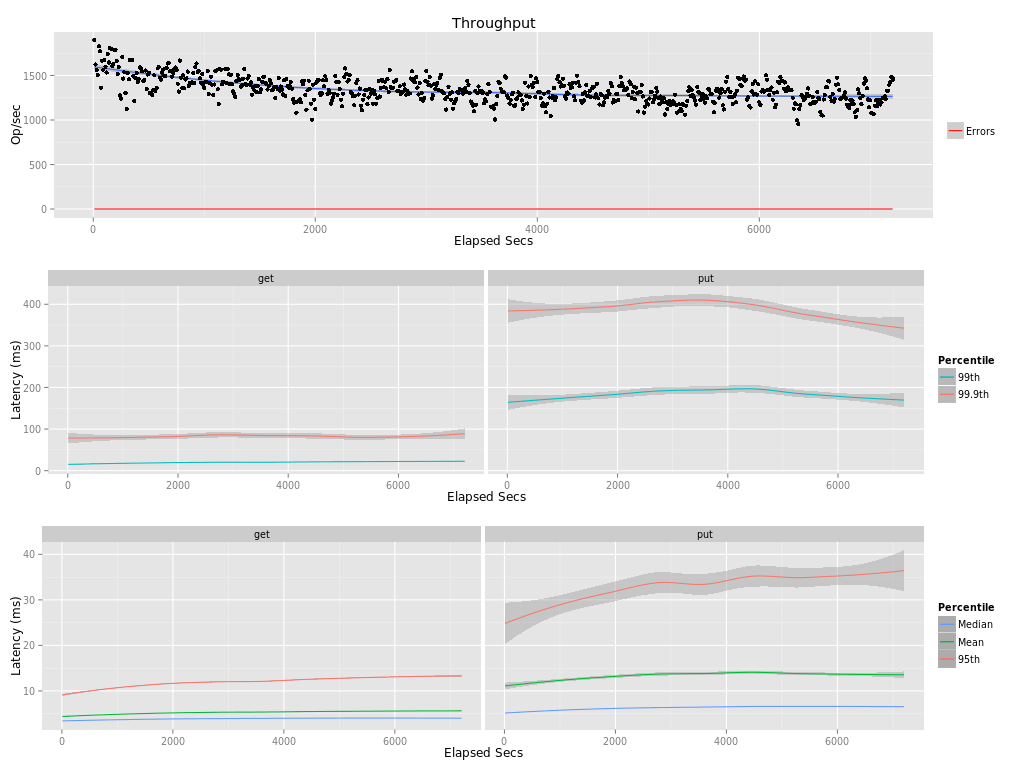 Throughput
1500
1000
500
0
Op/sec
0 2000 4000 6000
Elapsed Secs
Errors
get put
400
300
200
100
0
Latency (ms)
0 2000 4000 6000 0 2000 4000 6000
Elapsed Secs
Percentile
99th
99.9th
get put
40
30
20
10
Latency (ms)
0 2000 4000 6000 0 2000 4000 6000
Elapsed Secs
Percentile
Median
Mean
95th